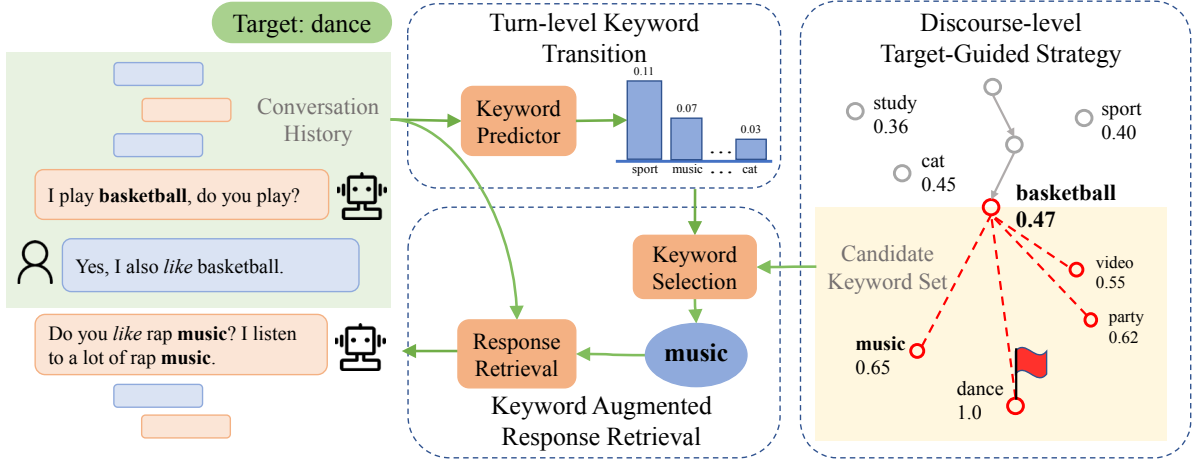 Target: dance
Conversation
History
I play basketball, do you play?
Yes, I also like basketball.
Do you like rap music? I listen
to a lot of rap music.
Turn-level Keyword
Transition
Keyword
Predictor
0.11
0.07
0.03
...
sport
music
...
cat
Keyword
Selection
music
Response
Retrieval
Keyword Augmented
Response Retrieval
Discourse-level
Target-Guided Strategy
study
0.36
sport
0.40
cat
0.45
basketball
0.47
Candidate
Keyword Set
video
0.55
party
0.62
music
0.65
dance
1.0